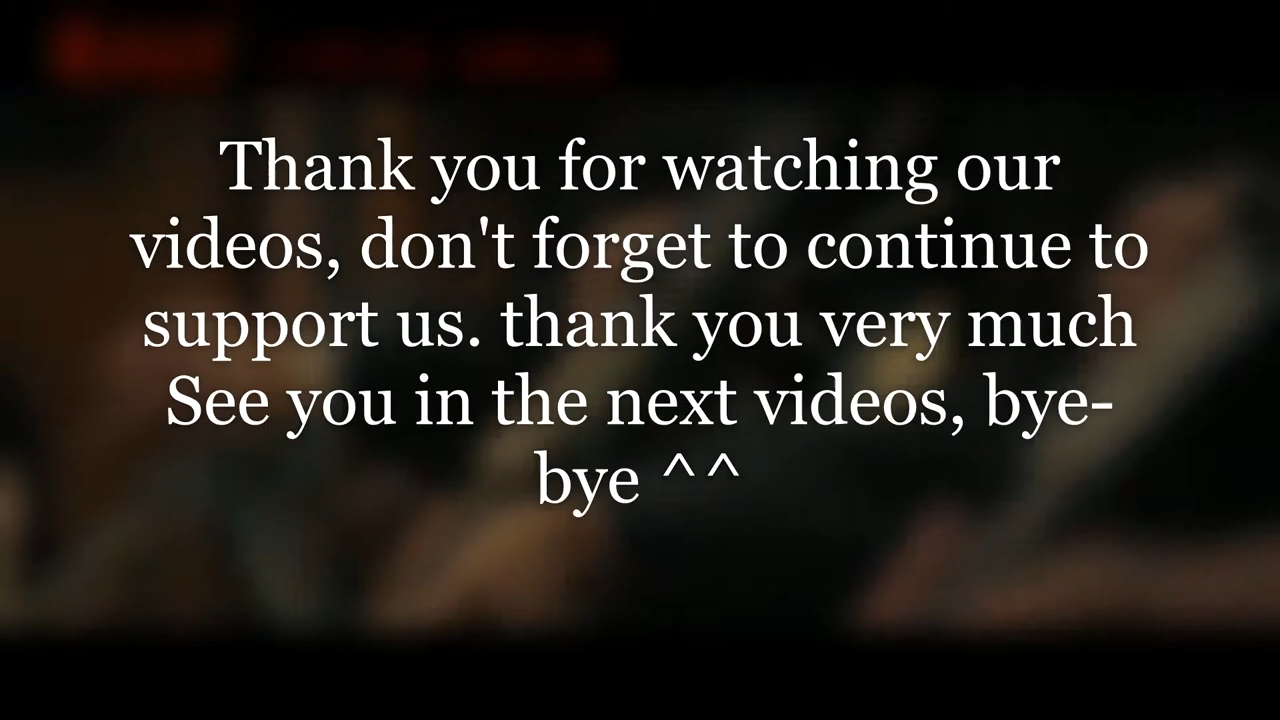 Thank you for watching our
videos, don't forget to continue to
support us. thank you very much
See you in the next videos, bye-
bye ^^